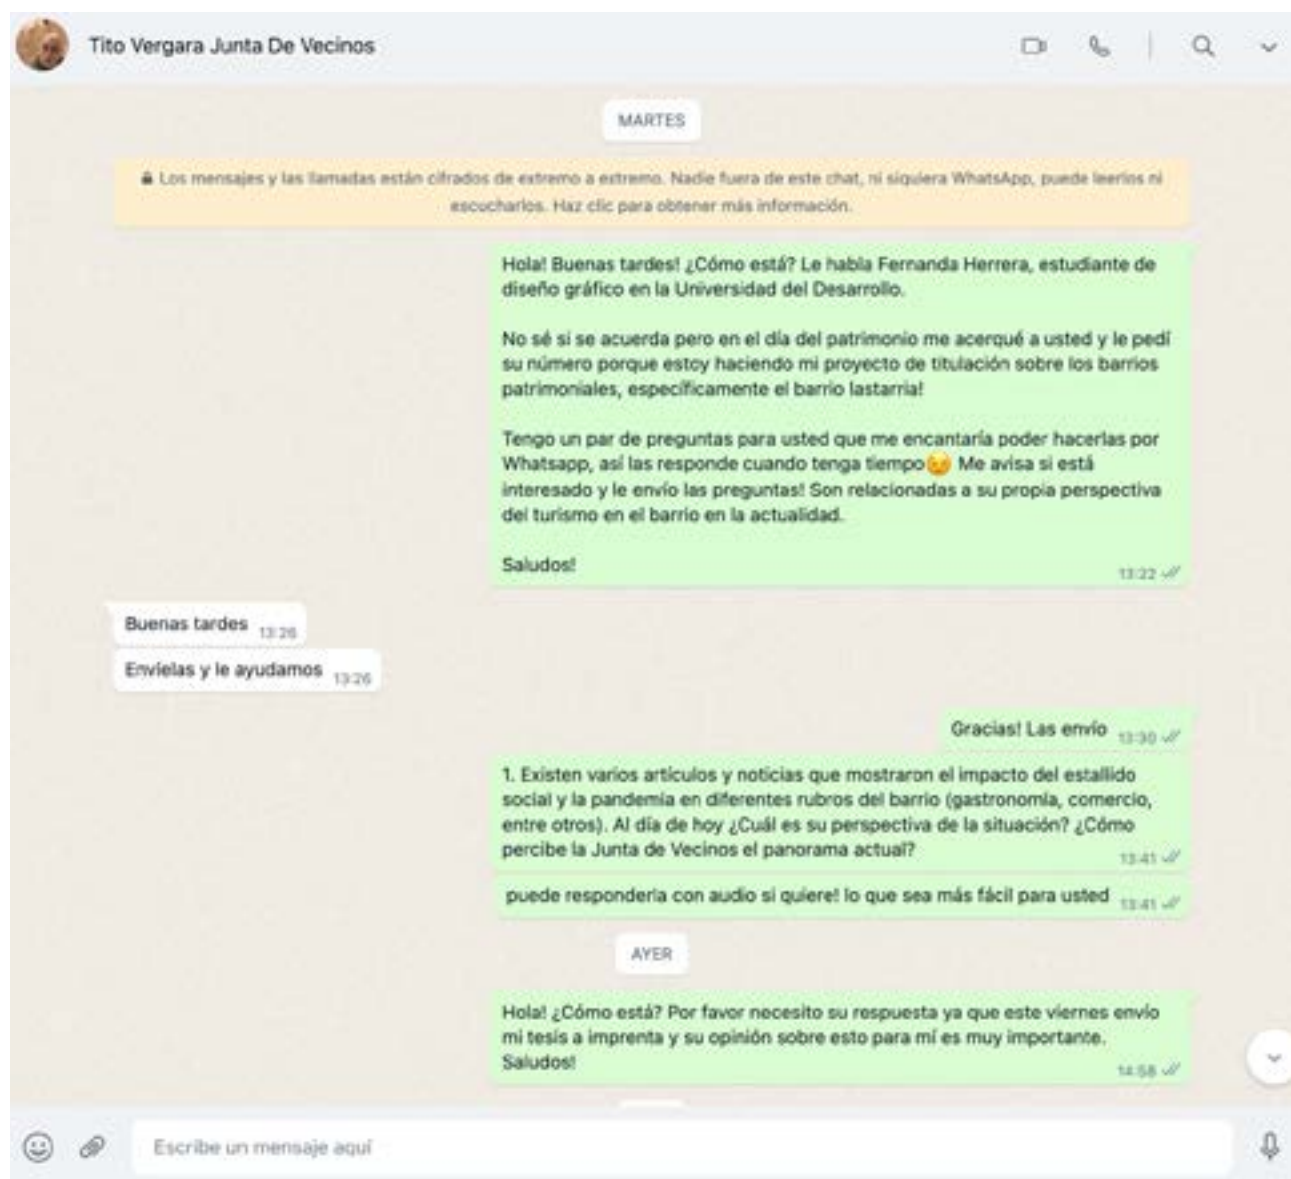 Tito Vergara Junta De Vecinos
MARTES
Los mensajes y las llamadas están cifrados de extremo a extremo. Nadie fuera de este chat, ni siquiera WhatsApp, puede leerlos ni
escucharlos. Haz clic para obtener más información.
Hola! Buenas tardes! ¿Cómo está? Le habla Fernanda Herrera, estudiante de
diseño gráfico en la Universidad del Desarrollo.
No sé si se acuerda pero en el día del patrimonio me acerqué a usted y le pedí
su número porque estoy haciendo mi proyecto de titulación sobre los barrios
patrimoniales, específicamente el barrio lastarria!
Tengo un par de preguntas para usted que me encantaría poder hacerlas por
Whatsapp, así las responde cuando tenga tiempo😉 Me avisa si está
interesado y le envío las preguntas! Son relacionadas a su propia perspectiva
del turismo en el barrio en la actualidad.
Saludos!
13:22
Buenas tardes 13:26
Envíelas y le ayudamos 13:26
Gracias! Las envío 13:30
1. Existen varios artículos y noticias que mostraron el impacto del estallido
social y la pandemia en diferentes rubros del barrio (gastronomía, comercio,
entre otros). Al día de hoy ¿Cuál es su perspectiva de la situación? ¿Cómo
percibe la Junta de Vecinos el panorama actual?
13:41
puede responderla con audio si quiere! lo que sea más fácil para usted 13:41
AYER
Hola! ¿Cómo está? Por favor necesito su respuesta ya que este viernes envío
mi tesis a imprenta y su opinión sobre esto para mí es muy importante.
Saludos!
14:58
Escribe un mensaje aquí